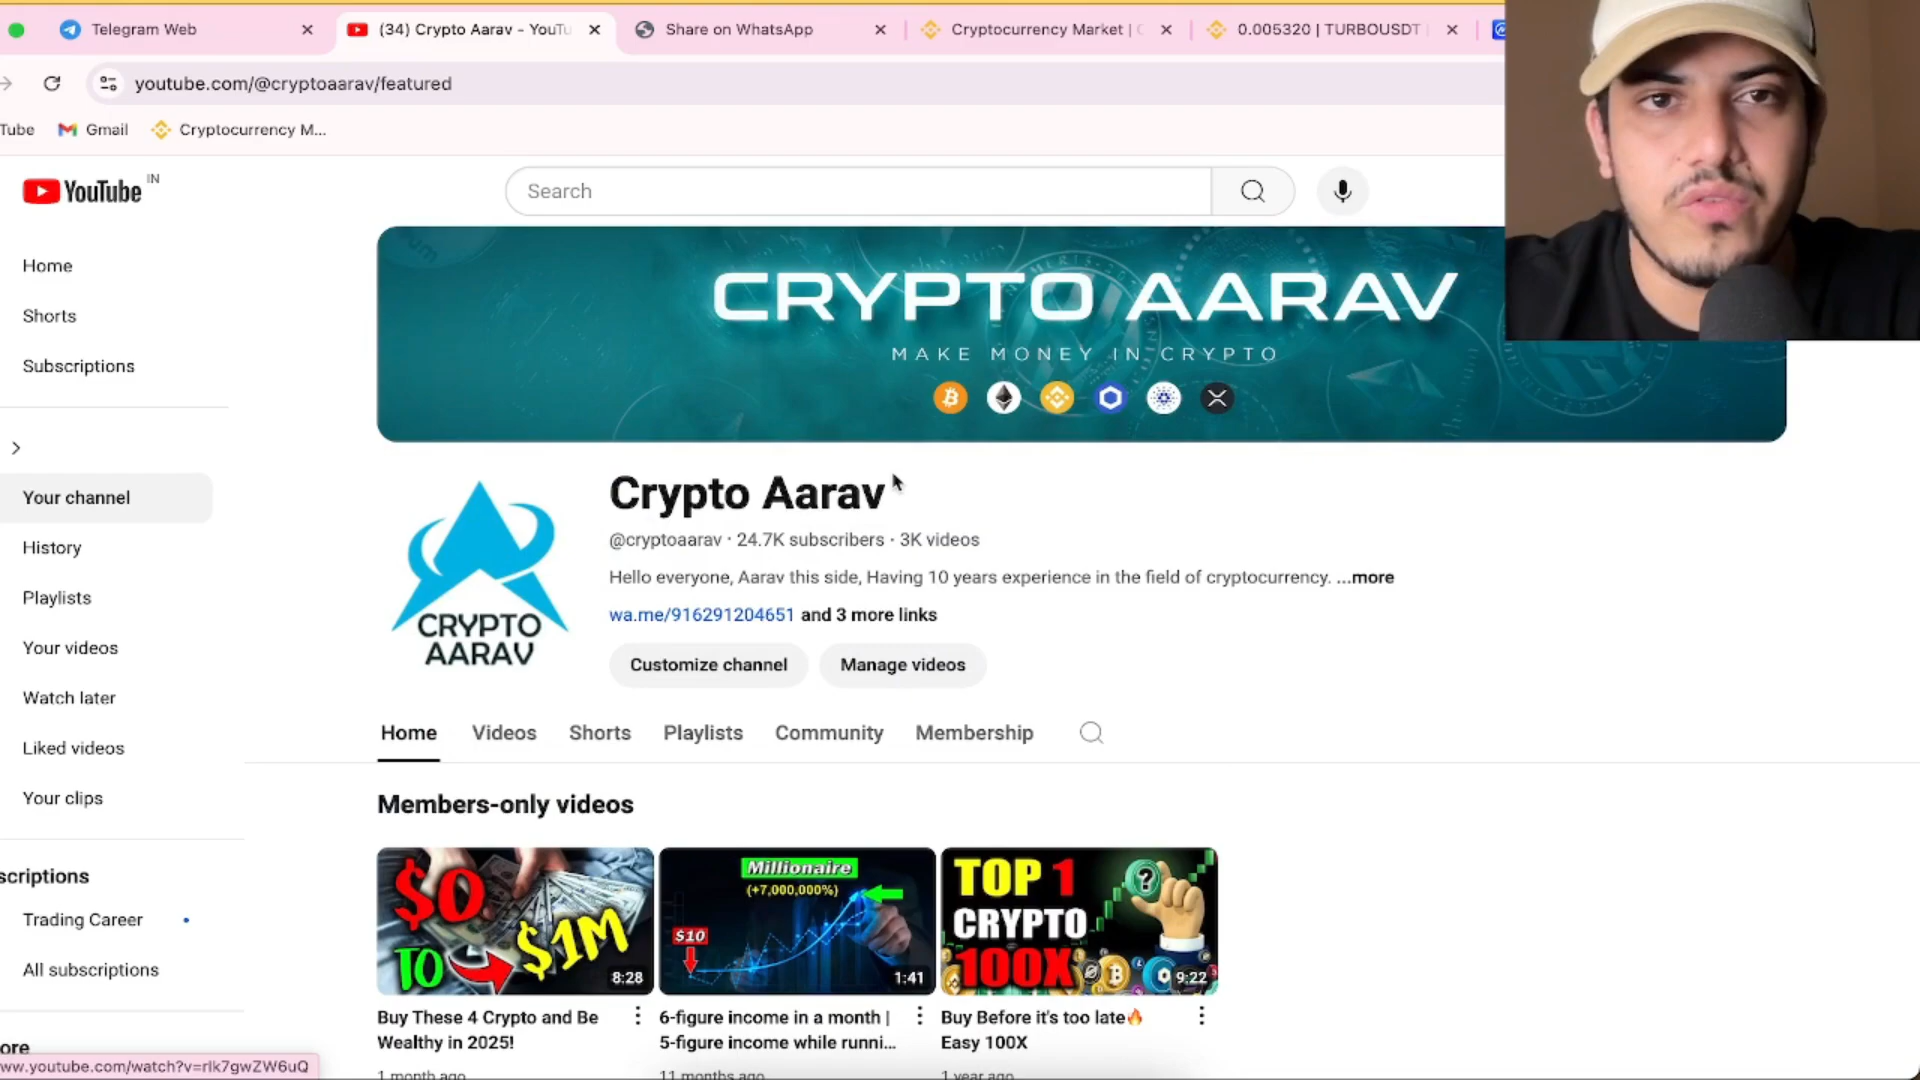 Telegram Web
(34) Crypto Aarav - YouTu
Share on WhatsApp
Cryptocurrency Market |
0.005320 | TURBOUSDT
youtube.com/@cryptoaarav/featured
Tube
Gmail
Cryptocurrency M...
YouTube IN
Search
Home
Shorts
Subscriptions
CRYPTO AARAV
MAKE MONEY IN CRYPTO
Your channel
History
Playlists
Your videos
Watch later
Liked videos
Your clips
CRYPTO
AARAV
Crypto Aarav
@cryptoaarav · 24.7K subscribers · 3K videos
Hello everyone, Aarav this side, Having 10 years experience in the field of cryptocurrency. ...more
wa.me/916291204651 and 3 more links
Customize channel
Manage videos
Home
Videos
Shorts
Playlists
Community
Membership
Members-only videos
scriptions
Trading Career
All subscriptions
ore
$0
TO
$1M
8:28
Millionaire
(+7,000,000%)
$10
1:41
TOP 1
CRYPTO
100X
9:22
Buy These 4 Crypto and Be
Wealthy in 2025!
1 month ago
6-figure income in a month |
5-figure income while runni...
11 months ago
Buy Before it's too late🔥
Easy 100X
1 year ago
ww.youtube.com/watch?v=rlk7gwZW6uQ